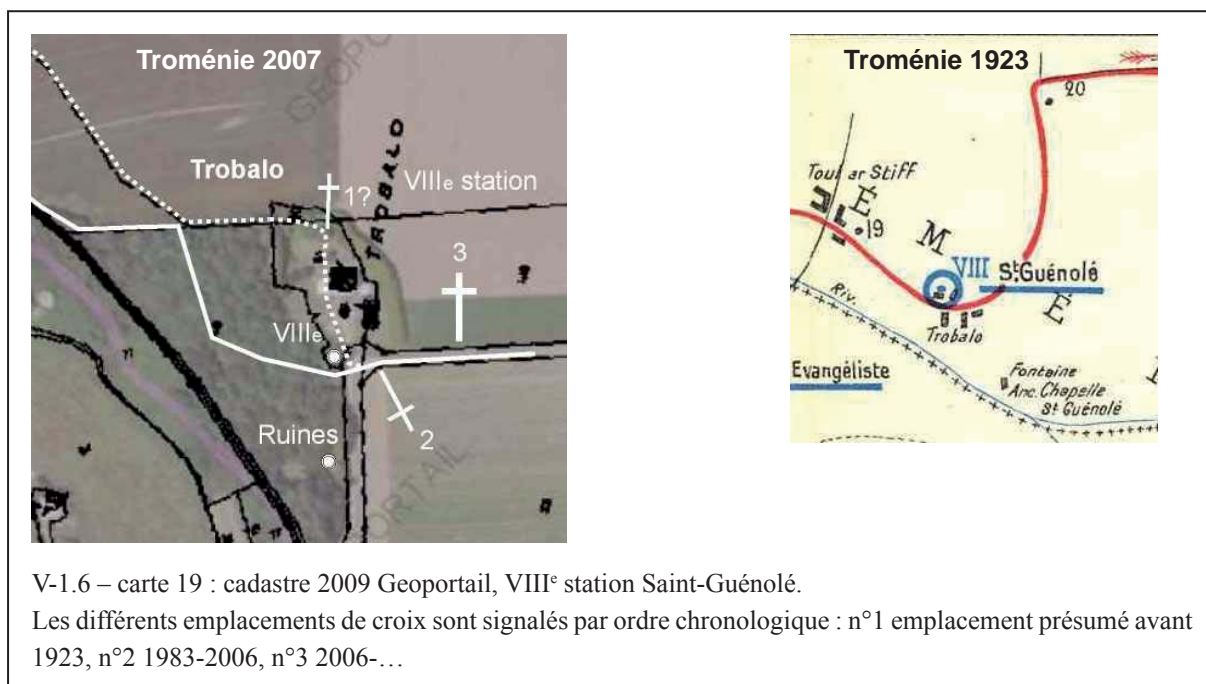 Troménie 2007
Trobalo
1?
TROBALO
VIIIe station
3
VIIIe
2
Ruines
GEOPO
PORTAIL
Troménie 1923
20
Toul ar Stiff
É
19
M
VIII
St Guénolé
É
Riv.
Trobalo
Evangéliste
Fontaine
Anc. Chapelle
St Guénolé
V-1.6 – carte 19 : cadastre 2009 Geoportail, VIIIe station Saint-Guénolé.
Les différents emplacements de croix sont signalés par ordre chronologique : n°1 emplacement présumé avant
1923, n°2 1983-2006, n°3 2006-…